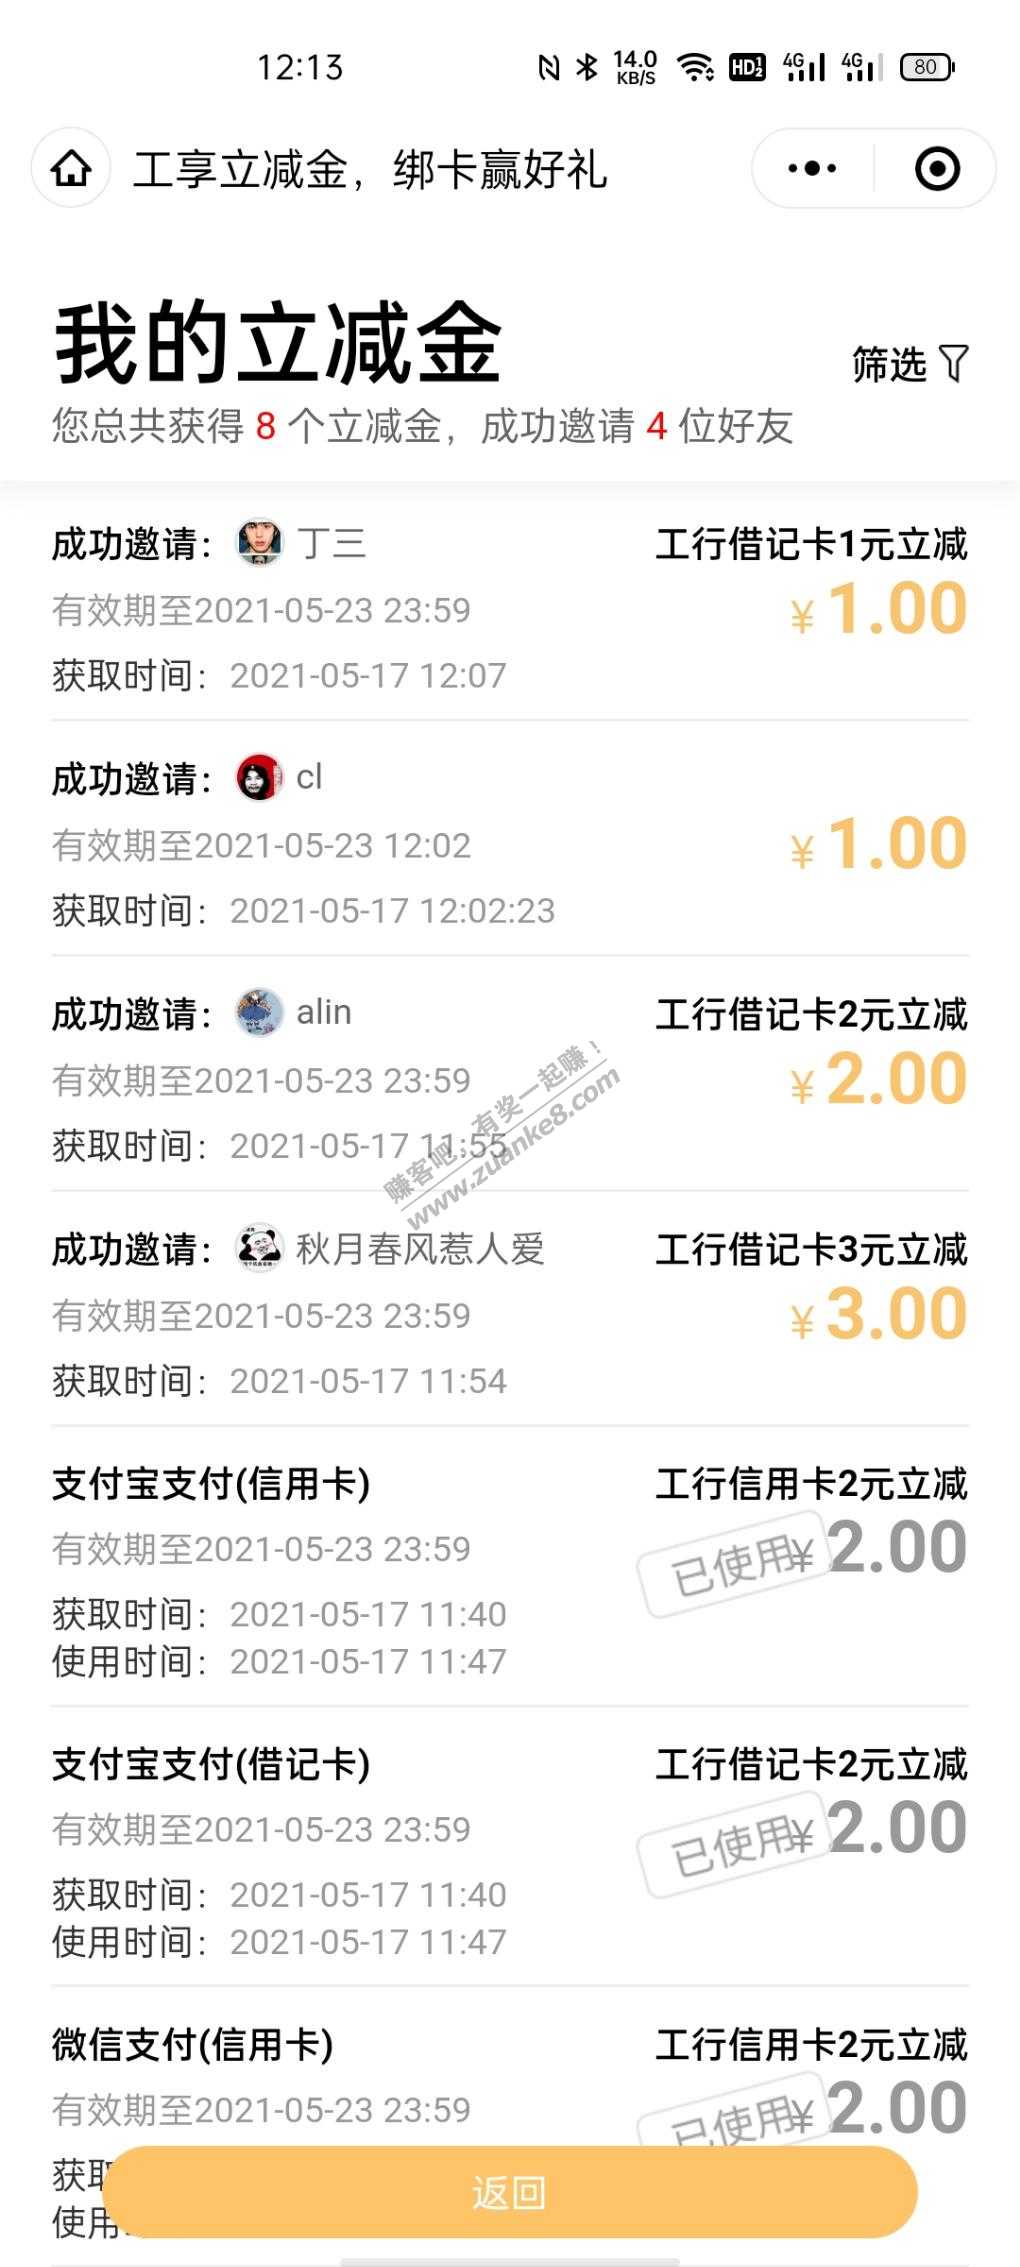 12:13
14.0
KB/S
HD
4G
4G
80
工享立减金，绑卡赢好礼
我的立减金
筛选
您总共获得 8 个立减金，成功邀请 4 位好友
成功邀请： 丁三 工行借记卡1元立减
有效期至2021-05-23 23:59 ¥1.00
获取时间： 2021-05-17 12:07
成功邀请： cl
有效期至2021-05-23 12:02 ¥1.00
获取时间： 2021-05-17 12:02:23
成功邀请： alin 工行借记卡2元立减
有效期至2021-05-23 23:59 ¥2.00
获取时间： 2021-05-17 11:55
赚客吧，有奖一起赚！
www.zuanke8.com
成功邀请： 秋月春风惹人爱 工行借记卡3元立减
有效期至2021-05-23 23:59 ¥3.00
获取时间： 2021-05-17 11:54
支付宝支付(信用卡) 工行信用卡2元立减
有效期至2021-05-23 23:59 已使用 ¥2.00
获取时间： 2021-05-17 11:40
使用时间： 2021-05-17 11:47
支付宝支付(借记卡) 工行借记卡2元立减
有效期至2021-05-23 23:59 已使用 ¥2.00
获取时间： 2021-05-17 11:40
使用时间： 2021-05-17 11:47
微信支付(信用卡) 工行信用卡2元立减
有效期至2021-05-23 23:59 已使用 ¥2.00
获取
返回
使用